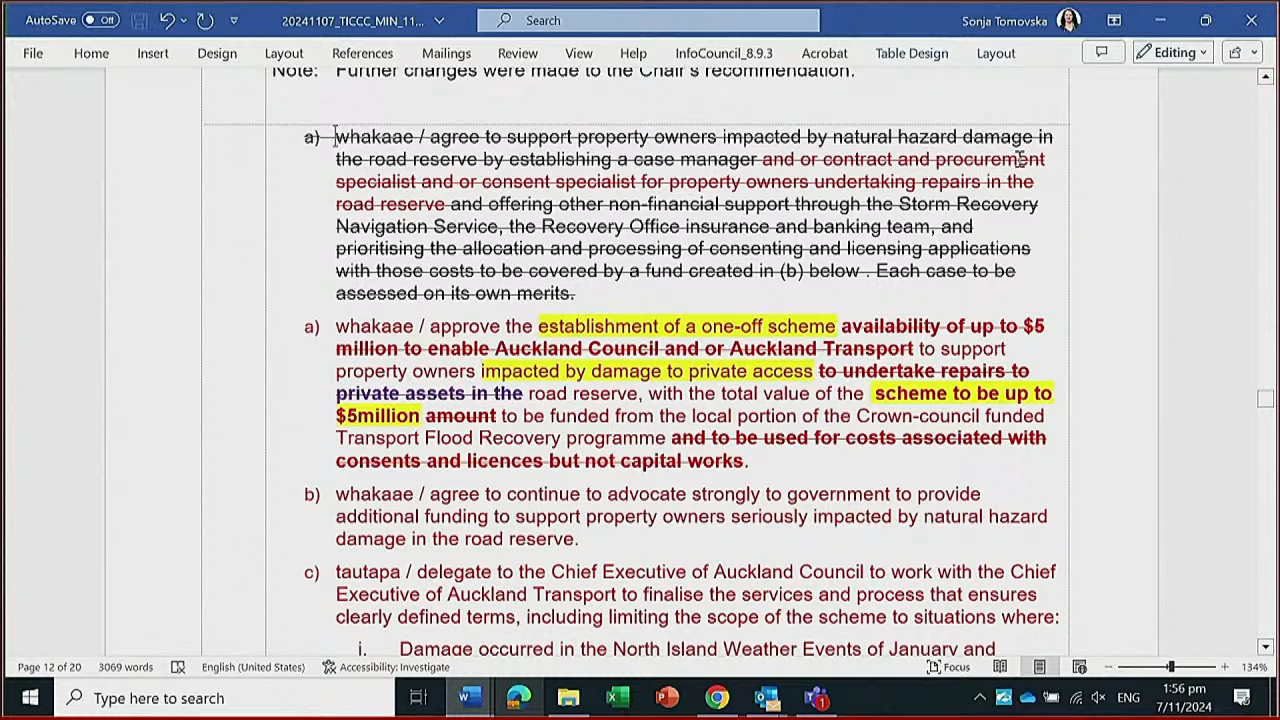 AutoSave Off 20241107_TICCC_MIN_11... Search Sonja Tomovska
File Home Insert Design Layout References Mailings Review View Help InfoCouncil_8.9.3 Acrobat Table Design Layout Editing
Note: Further changes were made to the Chair's recommendation.
a) whakaae / agree to support property owners impacted by natural hazard damage in
the road reserve by establishing a case manager and or contract and procurement
specialist and or consent specialist for property owners undertaking repairs in the
road reserve and offering other non-financial support through the Storm Recovery
Navigation Service, the Recovery Office insurance and banking team, and
prioritising the allocation and processing of consenting and licensing applications
with those costs to be covered by a fund created in (b) below . Each case to be
assessed on its own merits.
a) whakaae / approve the establishment of a one-off scheme availability of up to $5
million to enable Auckland Council and or Auckland Transport to support
property owners impacted by damage to private access to undertake repairs to
private assets in the road reserve, with the total value of the scheme to be up to
$5million amount to be funded from the local portion of the Crown-council funded
Transport Flood Recovery programme and to be used for costs associated with
consents and licences but not capital works.
b) whakaae / agree to continue to advocate strongly to government to provide
additional funding to support property owners seriously impacted by natural hazard
damage in the road reserve.
c) tautapa / delegate to the Chief Executive of Auckland Council to work with the Chief
Executive of Auckland Transport to finalise the services and process that ensures
clearly defined terms, including limiting the scope of the scheme to situations where:
i. Damage occurred in the North Island Weather Events of January and
Page 12 of 20 3069 words English (United States) Accessibility: Investigate Focus 134%
Type here to search ENG 1:56 pm
7/11/2024